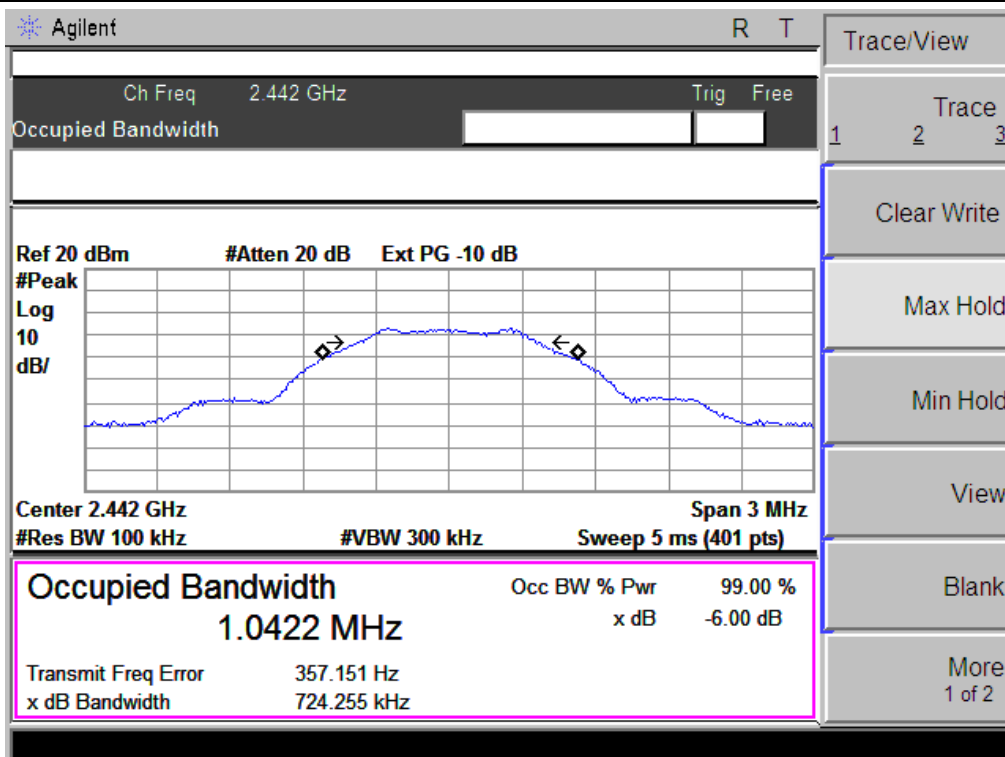 Agilent R T
Trace/View
Ch Freq 2.442 GHz Trig Free
Occupied Bandwidth
Trace
1 2 3
Clear Write
Max Hold
Min Hold
View
Blank
More
1 of 2
Ref 20 dBm #Atten 20 dB Ext PG -10 dB
#Peak
Log
10
dB/
Center 2.442 GHz Span 3 MHz
#Res BW 100 kHz #VBW 300 kHz Sweep 5 ms (401 pts)
Occupied Bandwidth Occ BW % Pwr 99.00 %
1.0422 MHz x dB -6.00 dB
Transmit Freq Error 357.151 Hz
x dB Bandwidth 724.255 kHz